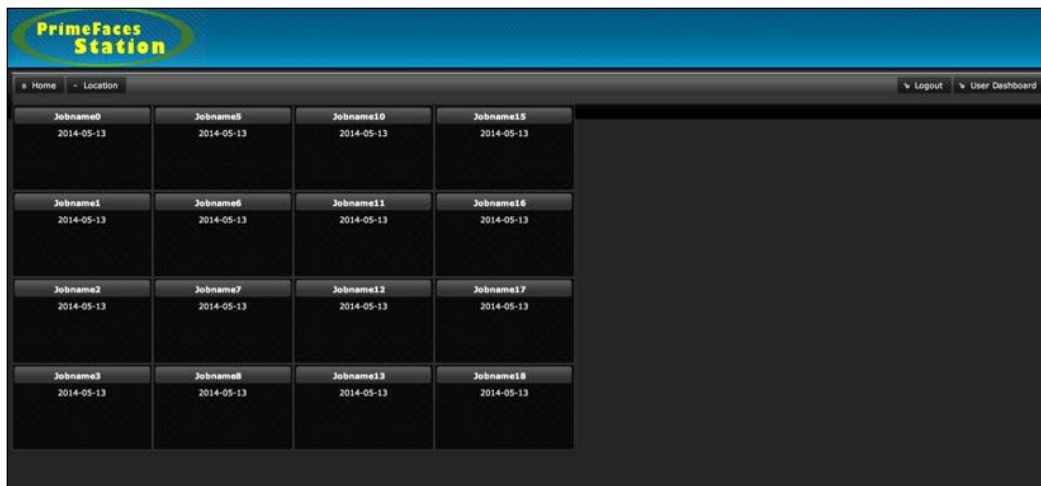 PrimeFaces
Station
Home Location Logout User Dashboard
Jobname0 Jobname5 Jobname10 Jobname15
2014-05-13 2014-05-13 2014-05-13 2014-05-13
Jobname1 Jobname6 Jobname11 Jobname16
2014-05-13 2014-05-13 2014-05-13 2014-05-13
Jobname2 Jobname7 Jobname12 Jobname17
2014-05-13 2014-05-13 2014-05-13 2014-05-13
Jobname3 Jobname8 Jobname13 Jobname18
2014-05-13 2014-05-13 2014-05-13 2014-05-13